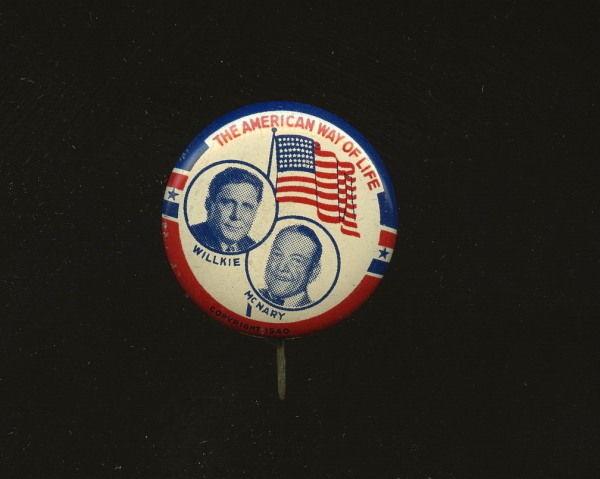 THE AMERICAN WAY OF LIFE
WILLKIE
MCNARY
COPYRIGHT 1940